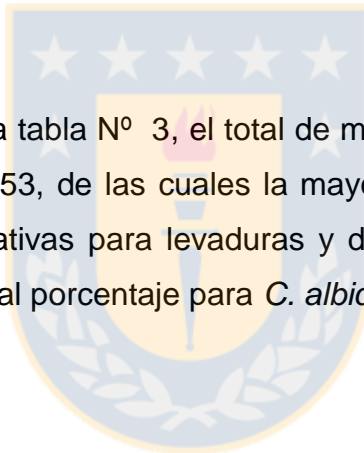 a tabla Nº 3, el total de m
53, de las cuales la mayo
ativas para levaduras y d
al porcentaje para C. albic